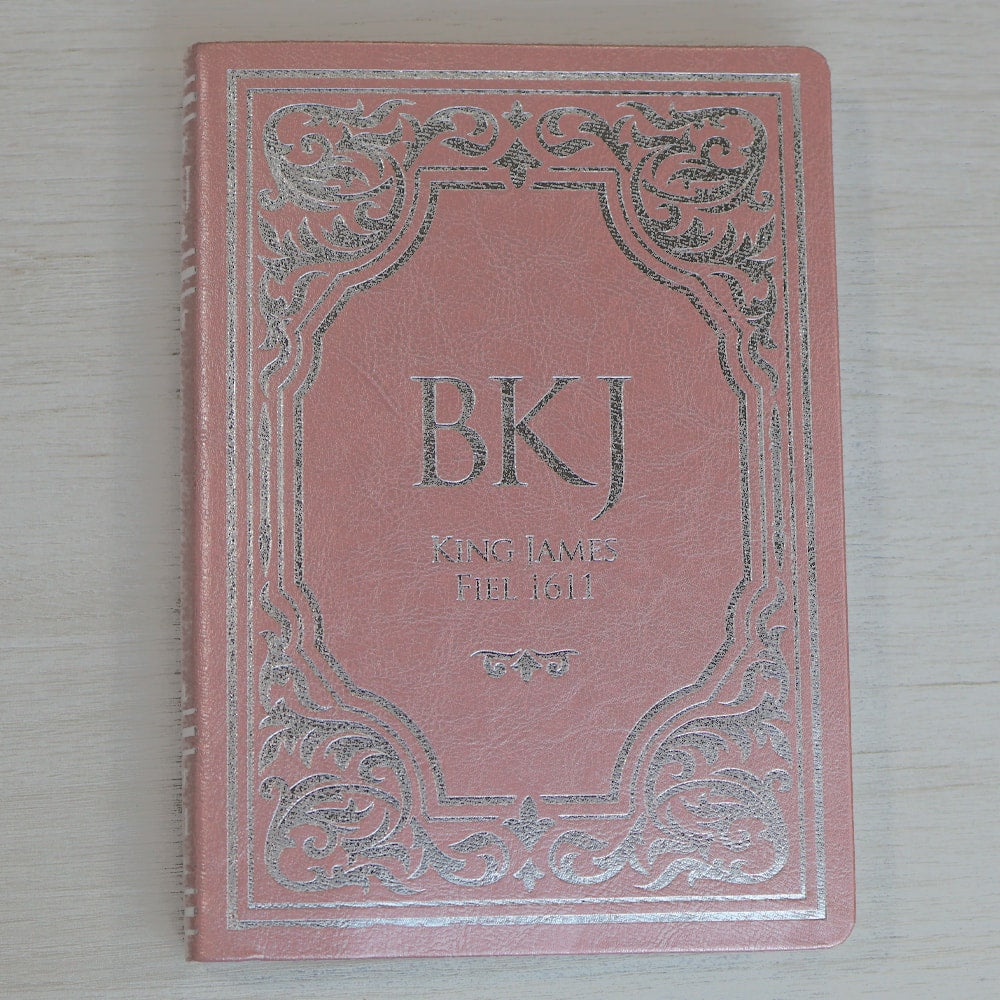 BKJ
King James
Fiel 1611